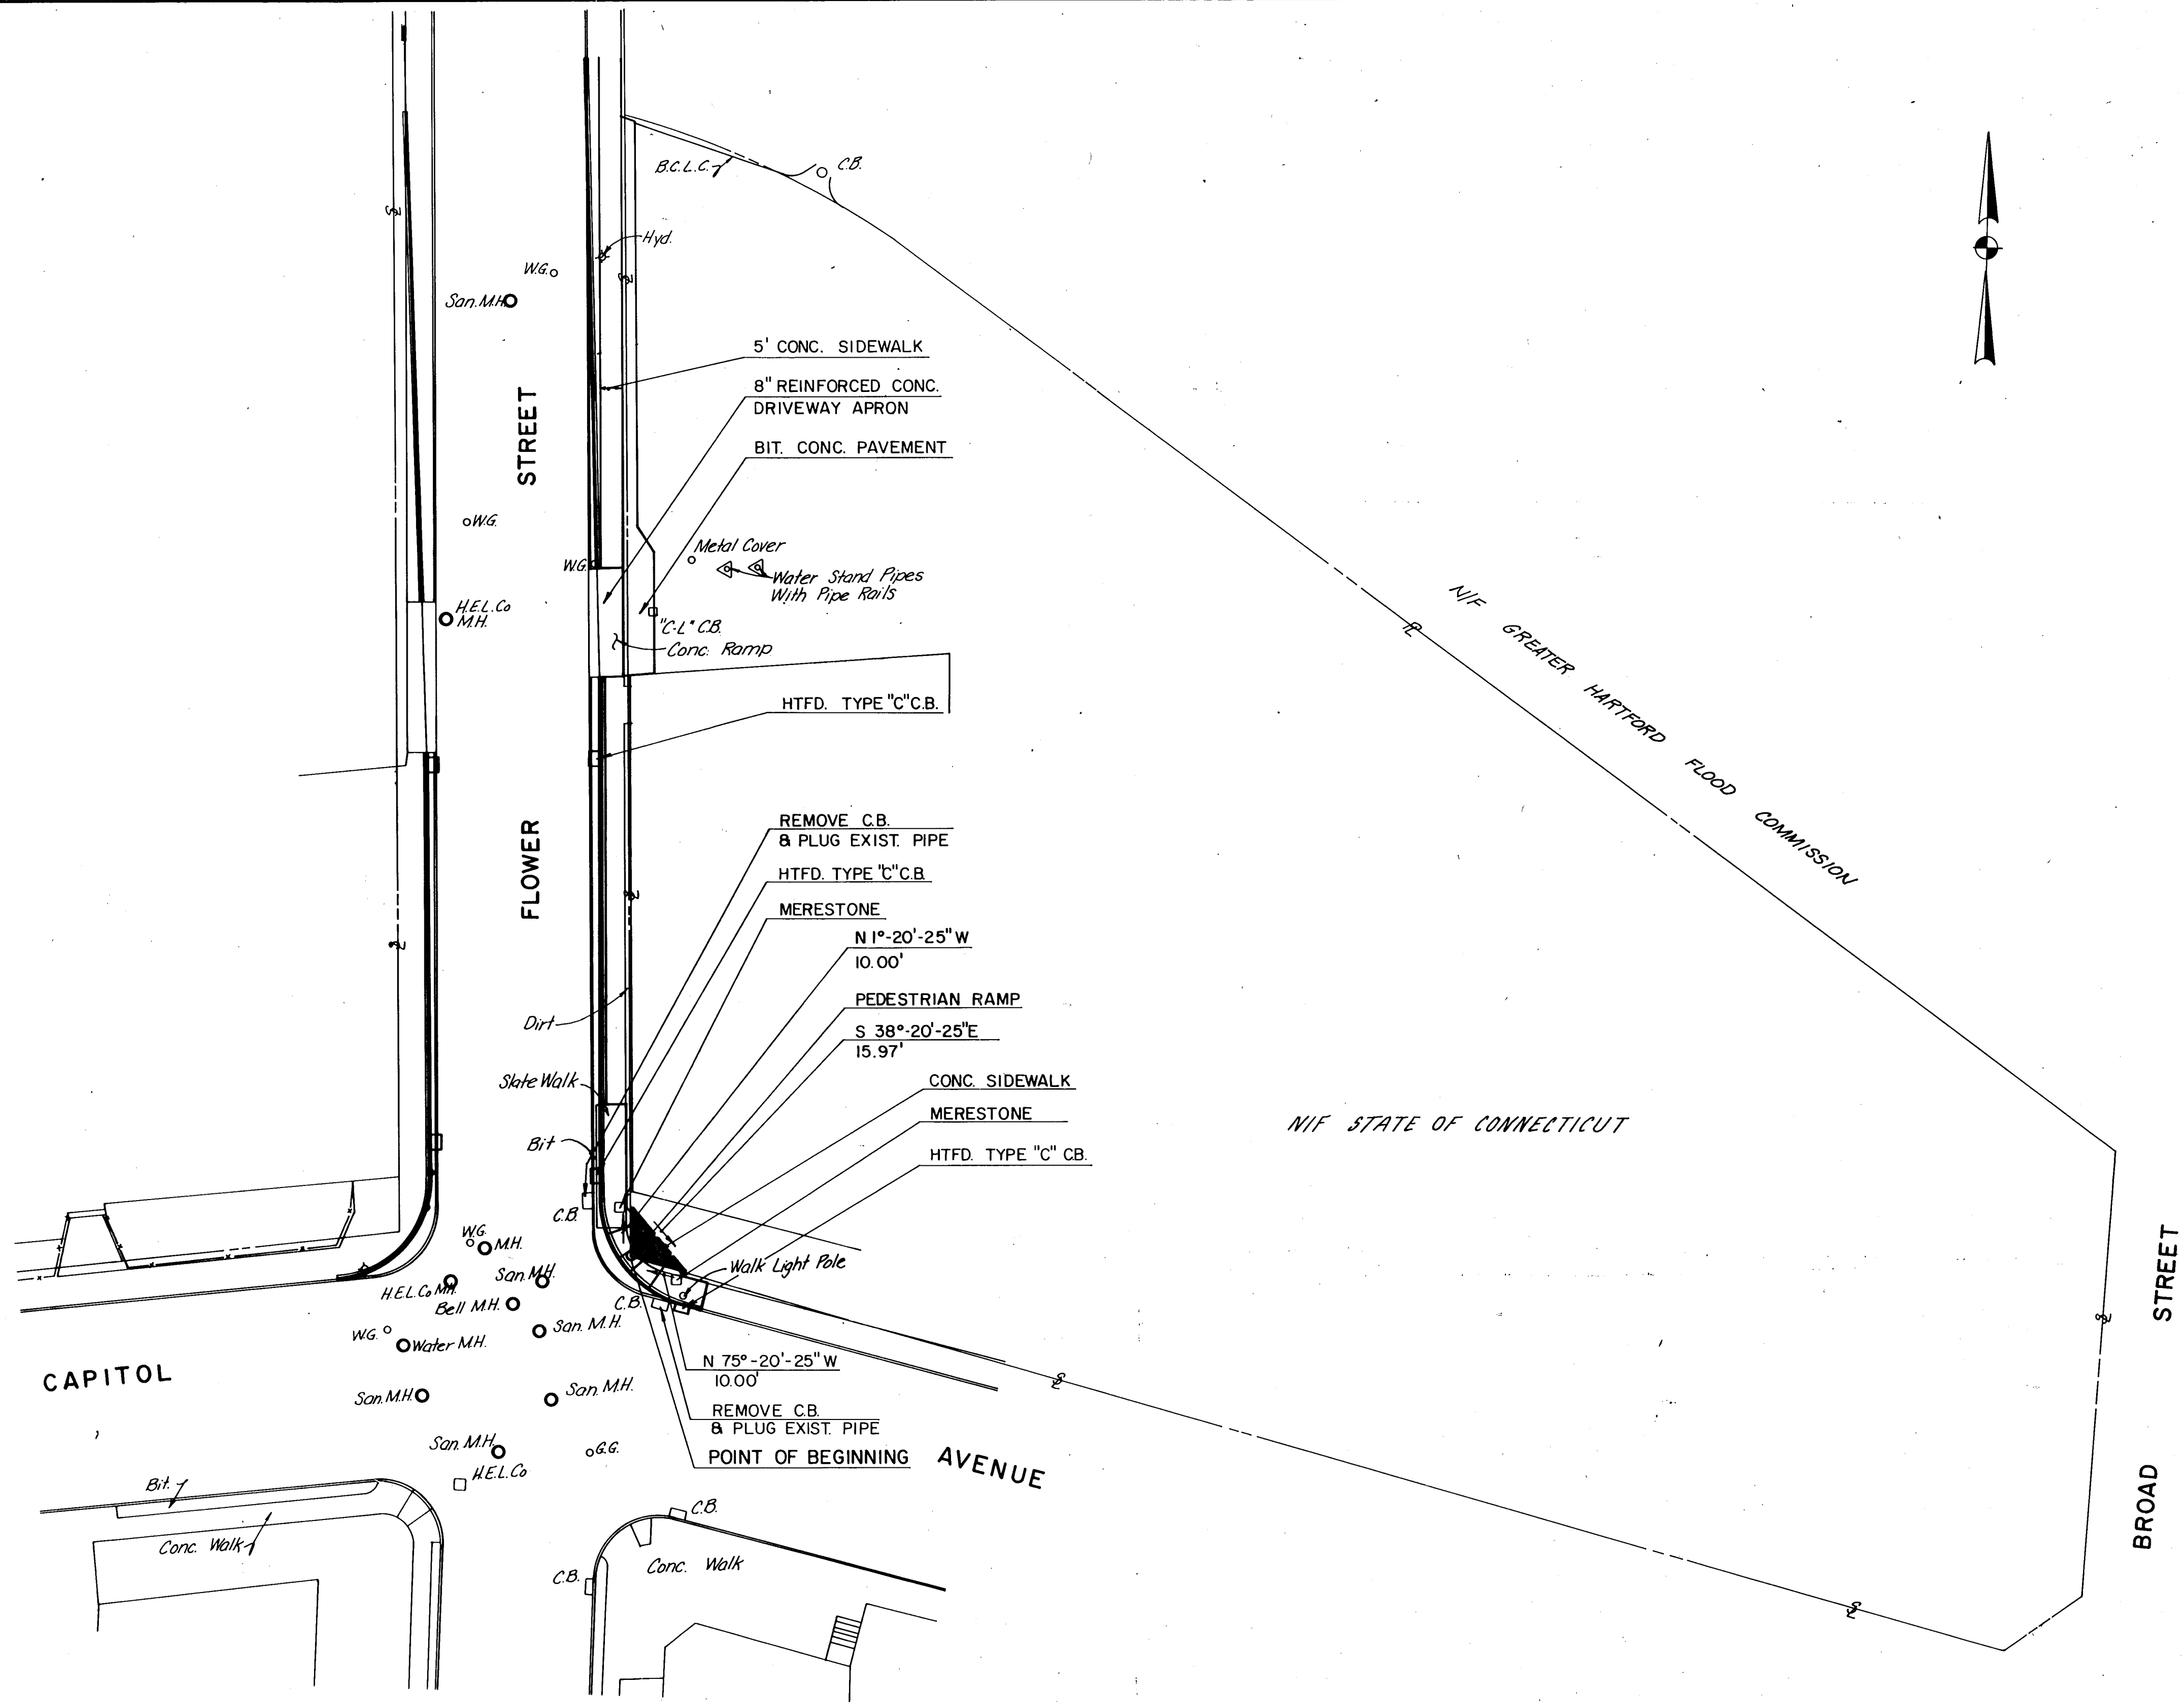 B.C.L.C.
C.B.
Hyd.
W.G.
San. M.H.
5' CONC. SIDEWALK
8" REINFORCED CONC.
DRIVEWAY APRON
BIT. CONC. PAVEMENT
STREET
W.G.
Metal Cover
W.G.
Water Stand Pipes
With Pipe Rails
H.E.L.Co
M.H.
"C-L" C.B.
Conc. Ramp
N/F GREATER HARTFORD FLOOD COMMISSION
HTFD. TYPE "C" C.B.
FLOWER
REMOVE C.B.
& PLUG EXIST. PIPE
HTFD. TYPE "C" C.B.
MERESTONE
N 1°-20'-25" W
10.00'
PEDESTRIAN RAMP
Dirt
S 38°-20'-25" E
15.97'
Slate Walk
CONC. SIDEWALK
MERESTONE
N/F STATE OF CONNECTICUT
Bit
HTFD. TYPE "C" C.B.
C.B.
W.G.
M.H.
Walk Light Pole
San. M.H.
H.E.L.Co M.H.
Bell M.H.
C.B.
W.G.
San. M.H.
Water M.H.
STREET
N 75°-20'-25" W
10.00'
CAPITOL
San. M.H.
San. M.H.
REMOVE C.B.
& PLUG EXIST. PIPE
San. M.H.
G.G.
POINT OF BEGINNING
AVENUE
H.E.L.Co
Bit.
BROAD
C.B.
Conc. Walk
Conc. Walk
C.B.